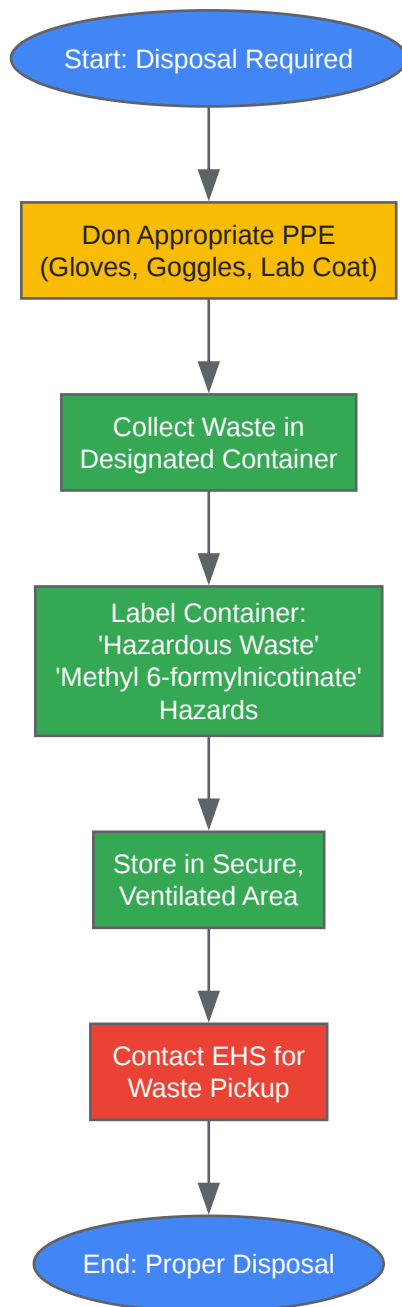 Start: Disposal Required
Don Appropriate PPE
(Gloves, Goggles, Lab Coat)
Collect Waste in
Designated Container
Label Container:
'Hazardous Waste'
'Methyl 6-formylnicotinate'
Hazards
Store in Secure,
Ventilated Area
Contact EHS for
Waste Pickup
End: Proper Disposal